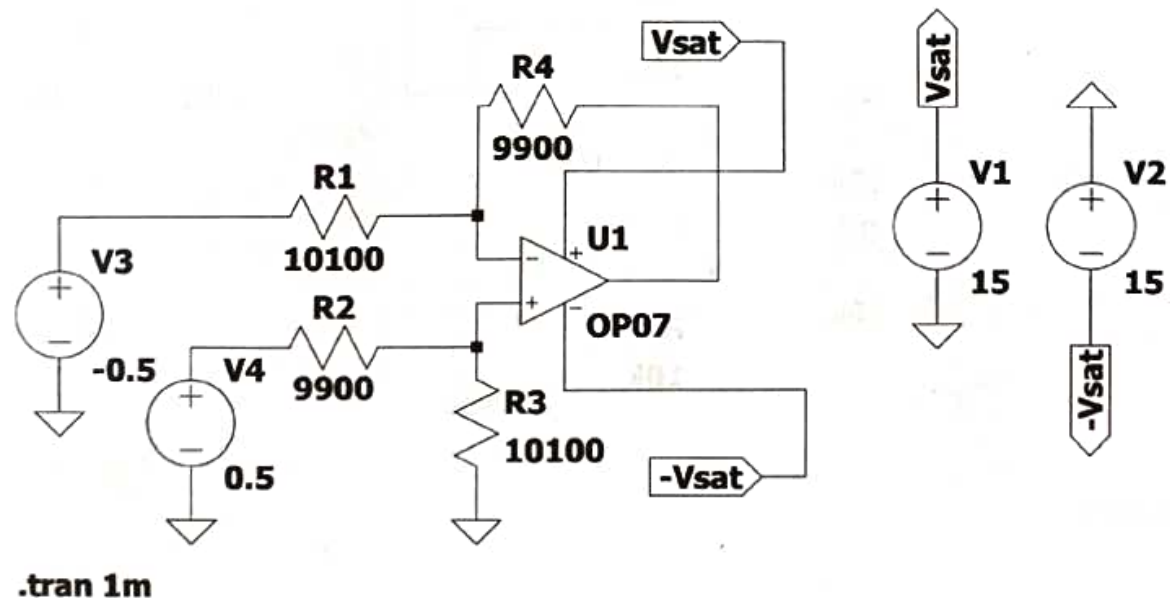 Vsat
R4
9900
R1
10100
V3
-0.5
R2
9900
V4
0.5
R3
10100
U1
OP07
-
+
+
-
-Vsat
+
-
+
-
Vsat
V1
+
-
15
V2
+
-
15
-Vsat
.tran 1m